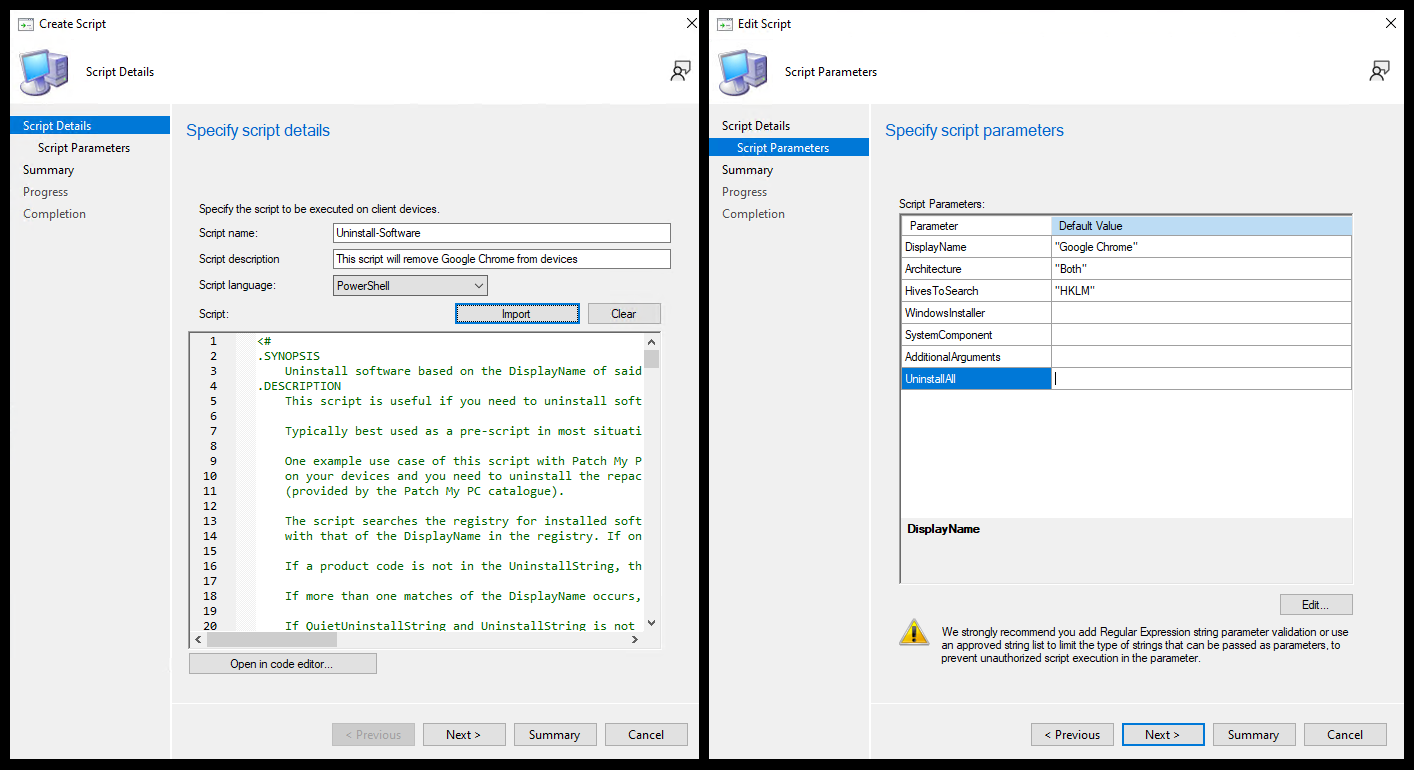 Create Script
Script Details
Script Details
Script Parameters
Summary
Progress
Completion
Specify script details
Specify the script to be executed on client devices.
Script name:
Uninstall-Software
Script description
This script will remove Google Chrome from devices
Script language:
PowerShell
Script:
Import
Clear
1 <#
2 .SYNOPSIS
3 Uninstall software based on the DisplayName of said
4 .DESCRIPTION
5 This script is useful if you need to uninstall soft
6
7 Typically best used as a pre-script in most situati
8
9 One example use case of this script with Patch My P
10 on your devices and you need to uninstall the repac
11 (provided by the Patch My PC catalogue).
12
13 The script searches the registry for installed soft
14 with that of the DisplayName in the registry. If on
15
16 If a product code is not in the UninstallString, th
17
18 If more than one matches of the DisplayName occurs,
19
20 If QuietUninstallString and UninstallString is not
Open in code editor...
< Previous
Next >
Summary
Cancel
Edit Script
Script Parameters
Script Details
Script Parameters
Summary
Progress
Completion
Specify script parameters
Script Parameters:
Parameter Default Value
DisplayName "Google Chrome"
Architecture "Both"
HivesToSearch "HKLM"
WindowsInstaller
SystemComponent
AdditionalArguments
UninstallAll
DisplayName
Edit...
We strongly recommend you add Regular Expression string parameter validation or use
an approved string list to limit the type of strings that can be passed as parameters, to
prevent unauthorized script execution in the parameter.
< Previous
Next >
Summary
Cancel